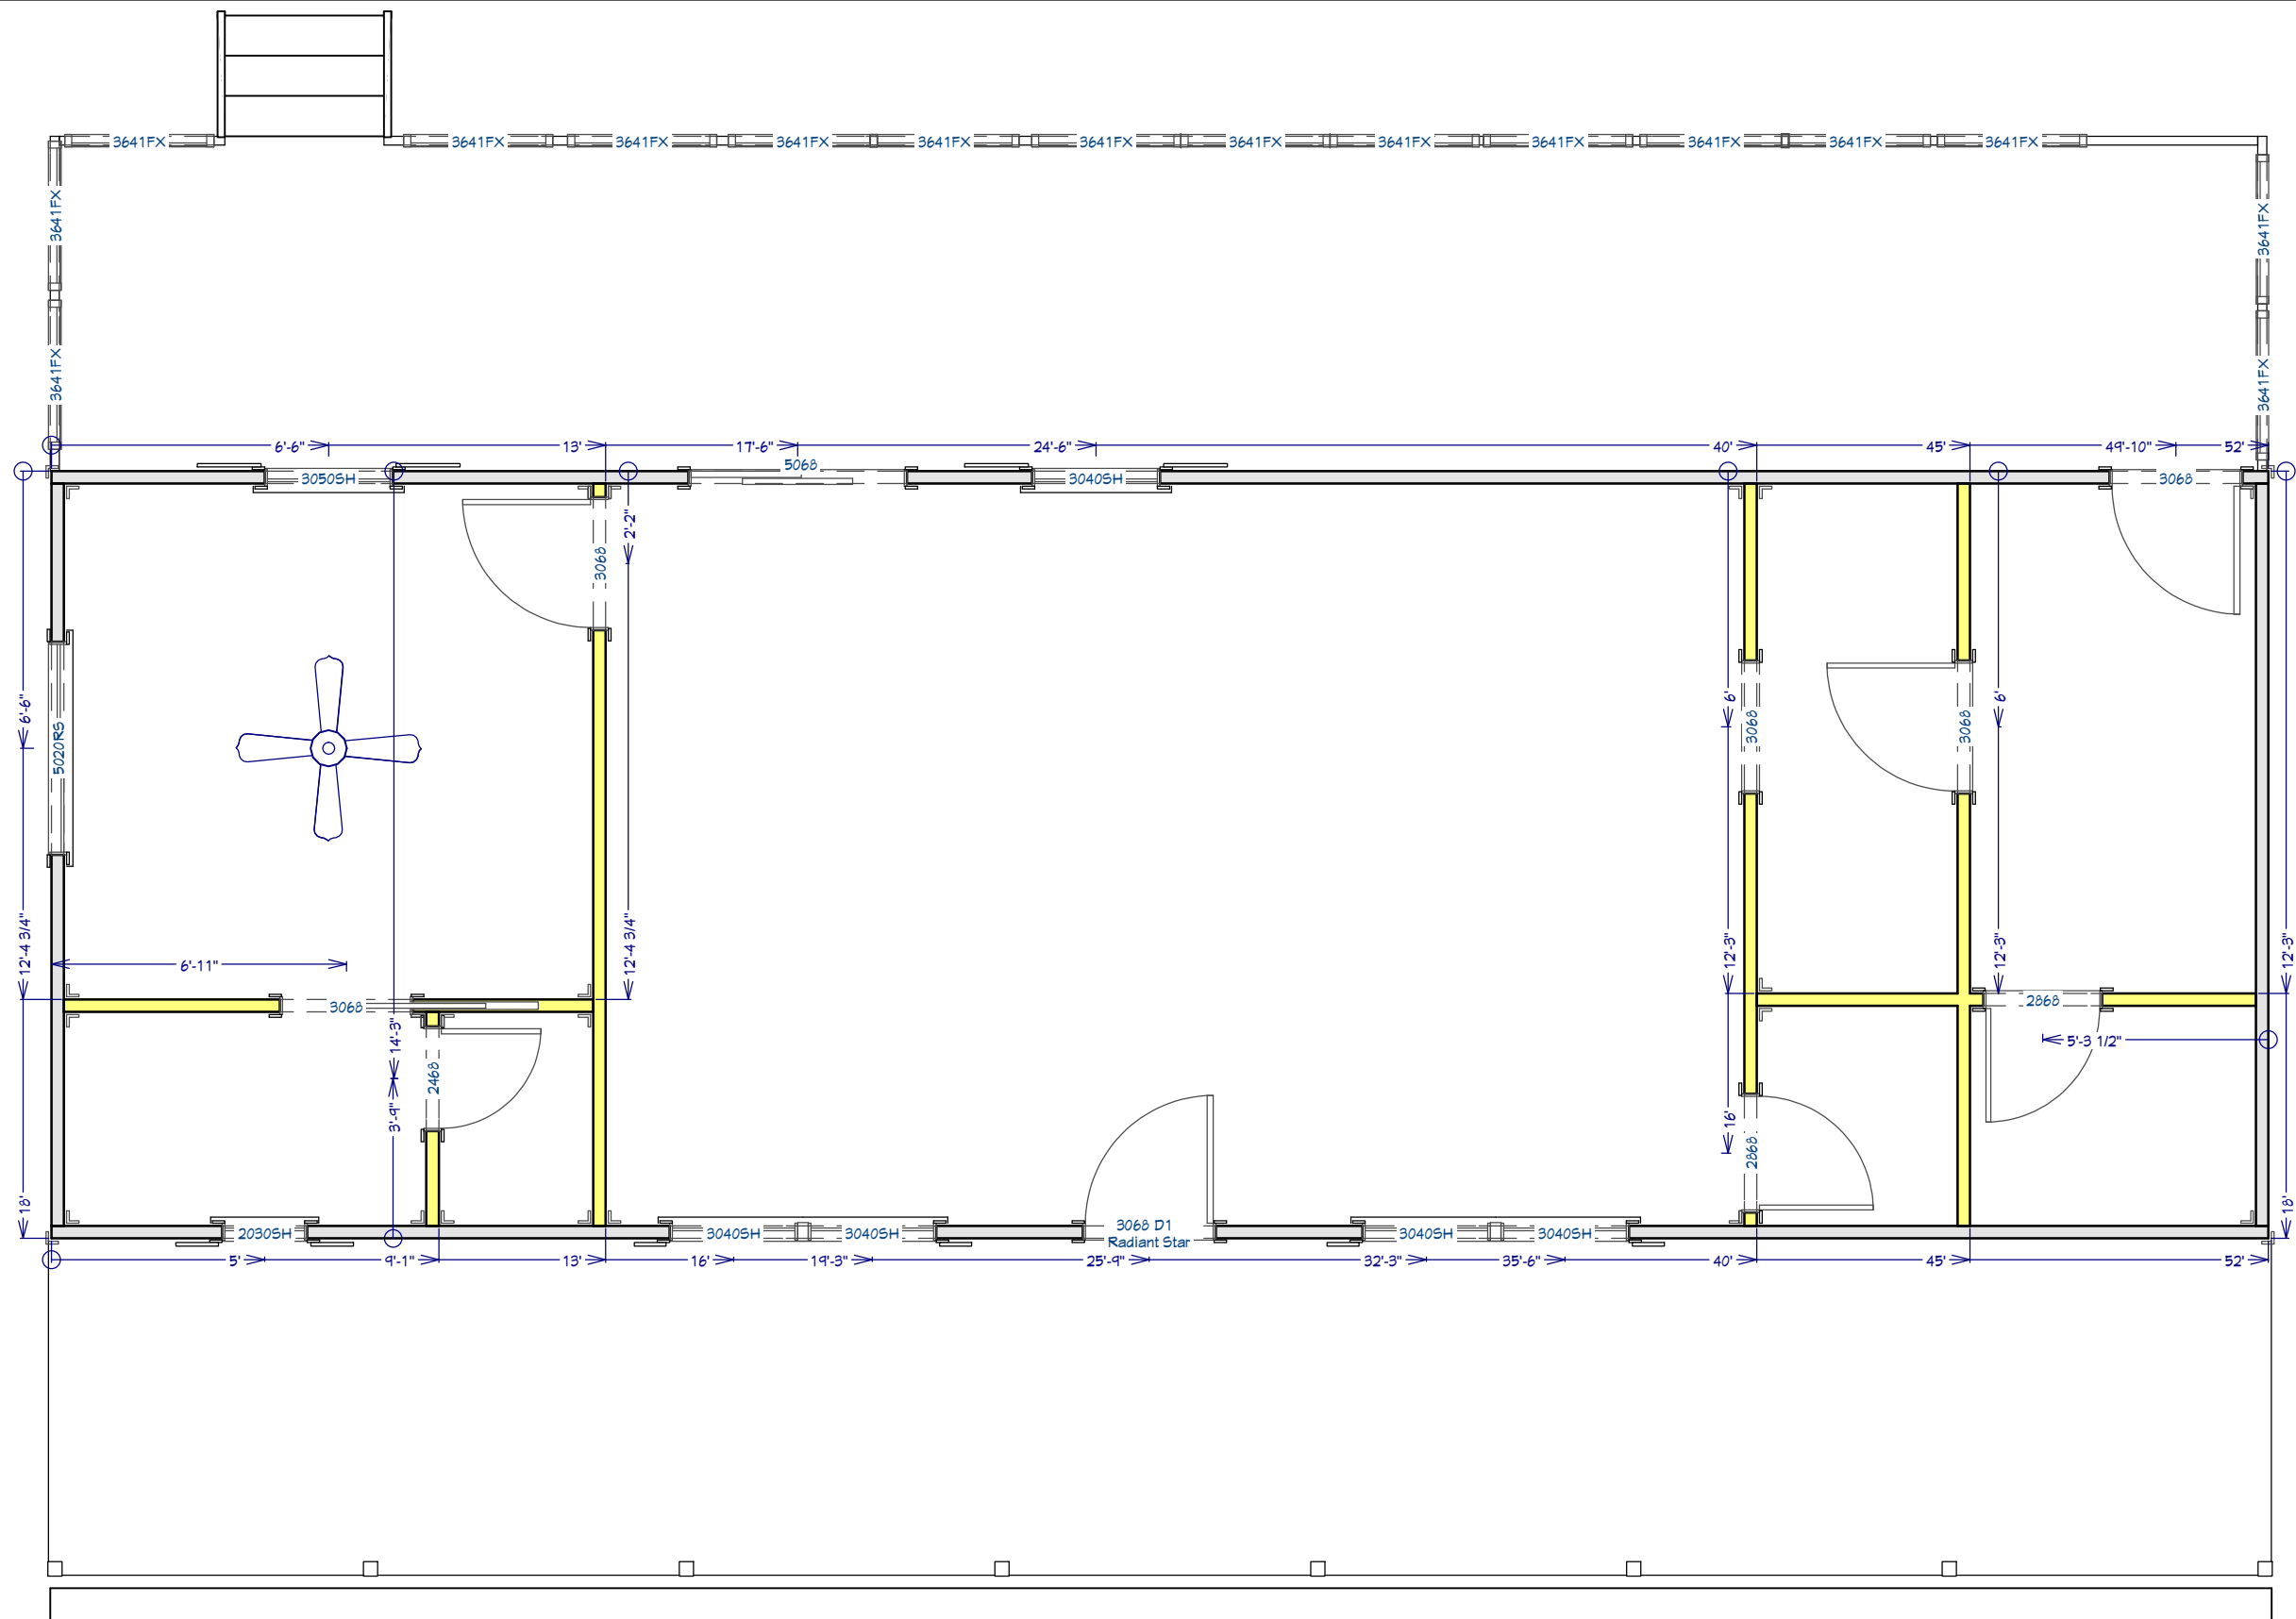 3641FX 3641FX 3641FX 3641FX 3641FX 3641FX 3641FX 3641FX 3641FX 3641FX 3641FX 3641FX
3641FX
3641FX
3641FX
3641FX
6'-6" 13' 17'-6" 24'-6" 40' 45' 49'-10" 52'
3050SH 5068 3040SH 3068
2'-2"
3068
6'-6"
5020RS
6'
3068
3068
6'
12'-4 3/4"
6'-11"
12'-4 3/4"
12'-3"
12'-3"
12'-3"
3068
2868
14'-3"
2468
5'-3 1/2"
3'-9"
16'
2868
18'
18'
2030SH 3040SH 3040SH 3068 D1 3040SH 3040SH
Radiant Star
5' 9'-1" 13' 16' 19'-3" 25'-9" 32'-3" 35'-6" 40' 45' 52'